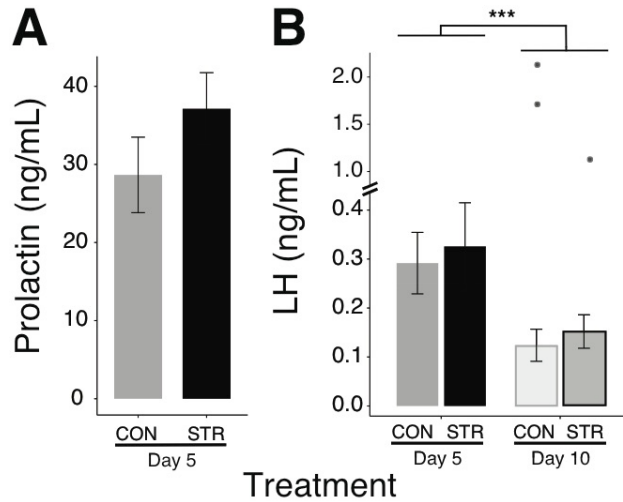 A
Prolactin (ng/mL)
40
30
20
10
0
CON STR
Day 5
B
***
LH (ng/mL)
2.0
1.5
1.0
0.4
0.3
0.2
0.1
0.0
CON STR CON STR
Day 5 Day 10
Treatment